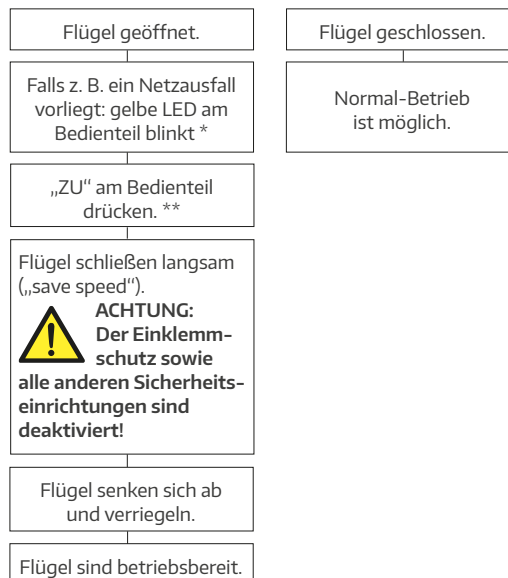 Flügel geöffnet.
Falls z. B. ein Netzausfall
vorliegt: gelbe LED am
Bedienteil blinkt *
„ZU“ am Bedienteil
drücken. **
Flügel schließen langsam
(„save speed“).
ACHTUNG:
Der Einklemm-
schutz sowie
alle anderen Sicherheits-
einrichtungen sind
deaktiviert!
Flügel senken sich ab
und verriegeln.
Flügel sind betriebsbereit.
Flügel geschlossen.
Normal-Betrieb
ist möglich.